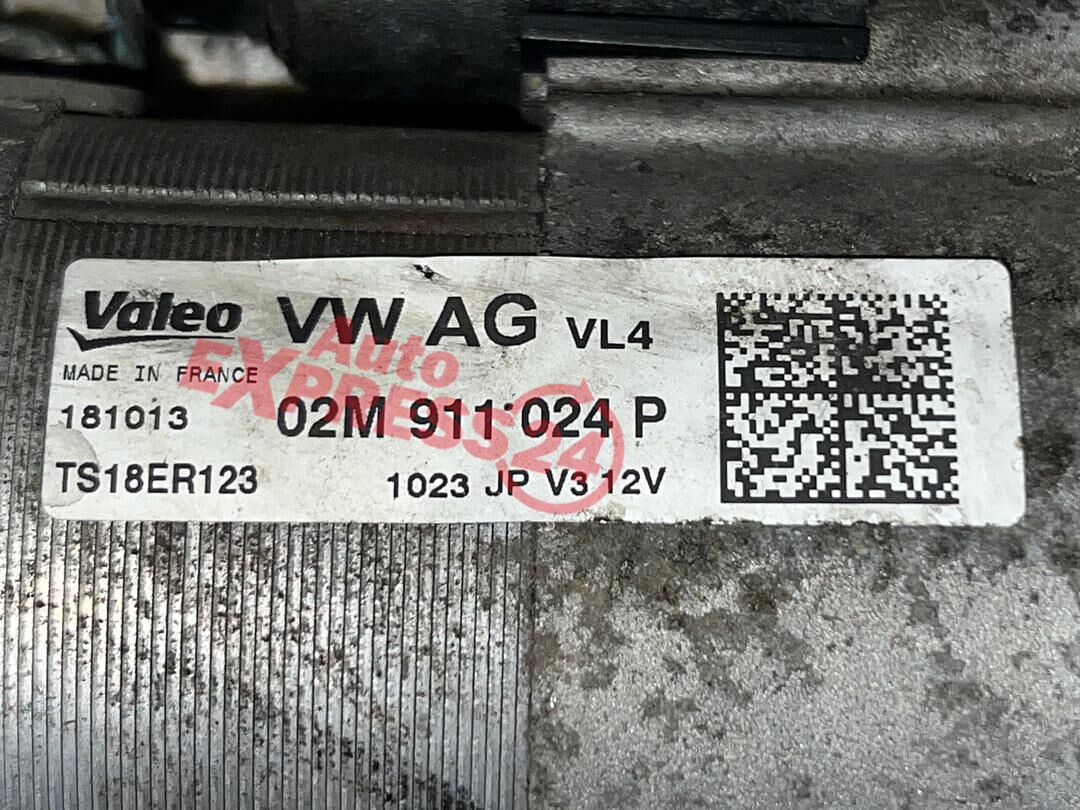 Valeo VW AG VL4
MADE IN FRANCE
181013 02M 911 024 P
TS18ER123 1023 JP V3 12V
Auto
EXPRESS24